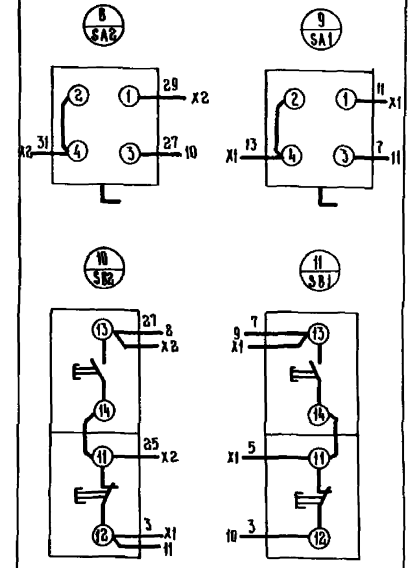 8
SA2
9
SA1
2 1 29 X2
X2 31 4 3 27 10
2 1 11 X1
X1 13 4 3 7 11
10
SB2
11
SB1
13 27 8
X2
14
11 25 X2
12 3 X1
11
9 7 13
X1
14
X1 5 11
10 3 12